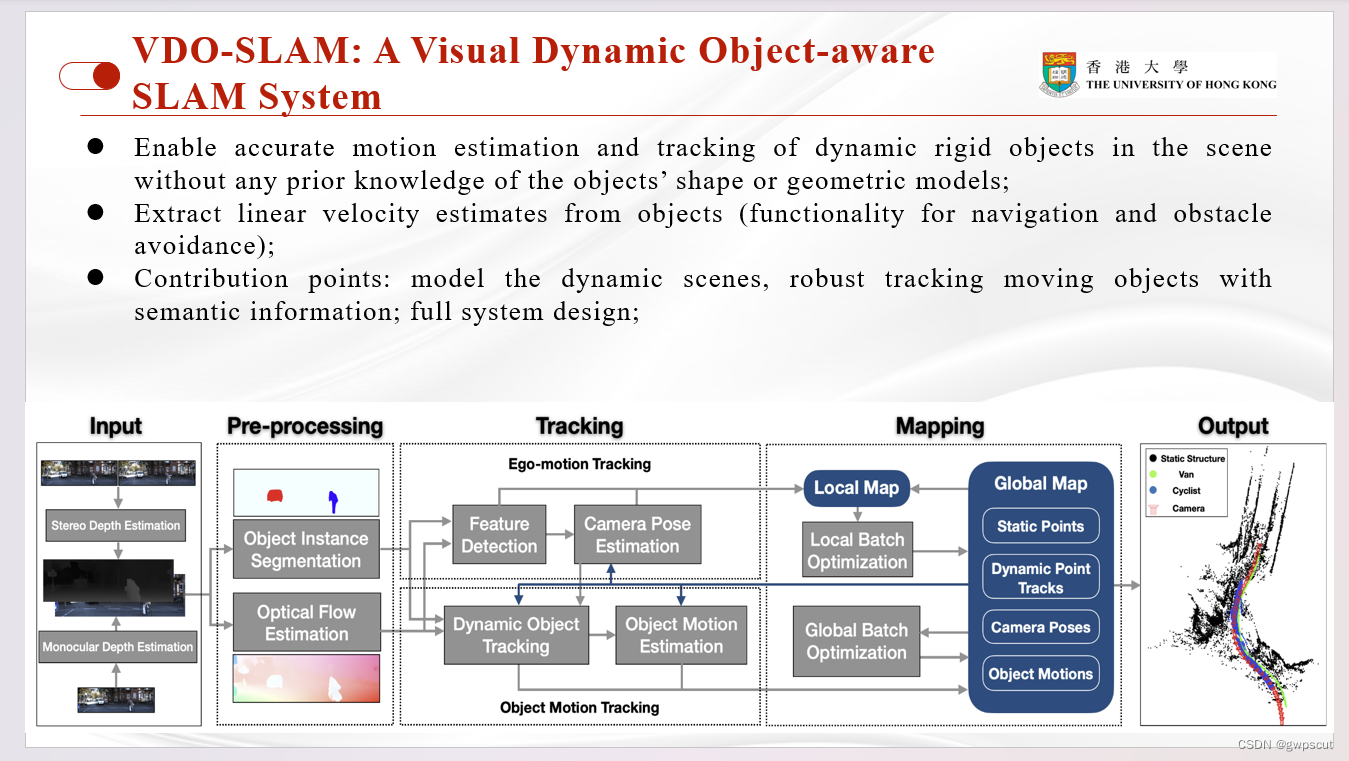 VDO-SLAM: A Visual Dynamic Object-aware
SLAM System
香港大學
THE UNIVERSITY OF HONG KONG
● Enable accurate motion estimation and tracking of dynamic rigid objects in the scene
without any prior knowledge of the objects’ shape or geometric models;
● Extract linear velocity estimates from objects (functionality for navigation and obstacle
avoidance);
● Contribution points: model the dynamic scenes, robust tracking moving objects with
semantic information; full system design;
Input
Stereo Depth Estimation
Monocular Depth Estimation
Pre-processing
Object Instance
Segmentation
Optical Flow
Estimation
Tracking
Ego-motion Tracking
Feature
Detection
Camera Pose
Estimation
Dynamic Object
Tracking
Object Motion
Estimation
Object Motion Tracking
Mapping
Local Map
Local Batch
Optimization
Global Batch
Optimization
Global Map
Static Points
Dynamic Point
Tracks
Camera Poses
Object Motions
Output
Static Structure
Van
Cyclist
Camera
CSDN @gwpscut